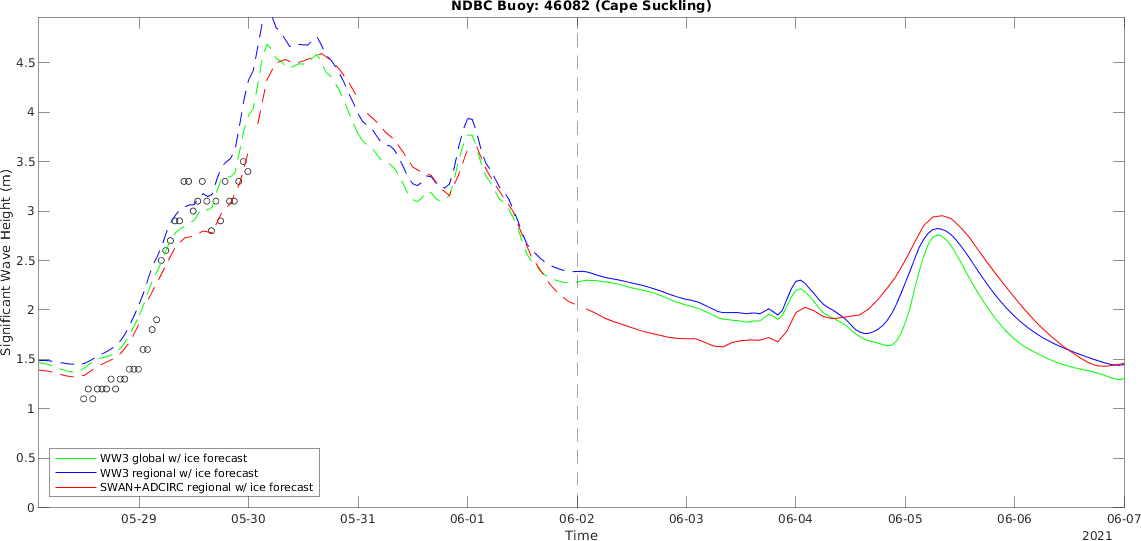 NDBC Buoy: 46082 (Cape Suckling)
Significant Wave Height (m)
4.5
4
3.5
3
2.5
2
1.5
1
0.5
0
WW3 global w/ ice forecast
WW3 regional w/ ice forecast
SWAN+ADCIRC regional w/ ice forecast
05-29 05-30 05-31 06-01 06-02 06-03 06-04 06-05 06-06 06-07
Time
2021